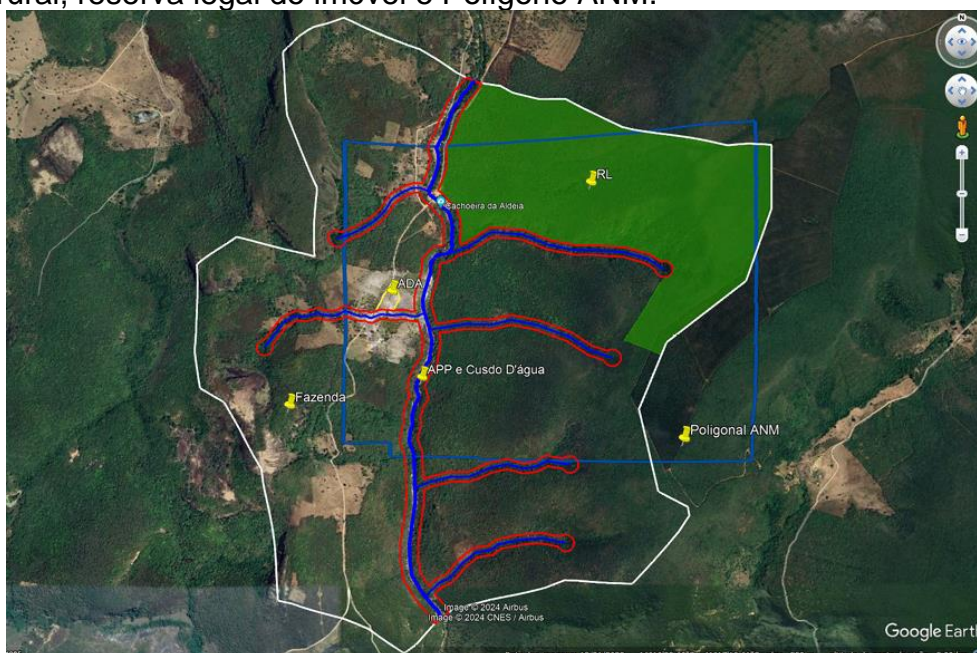 rural, reserva legal do imóvel e Polígono ANM.
N
RL
Cachoeira da Aldeia
ADA
APP e Cusdo D'água
Fazenda
Poligonal ANM
Image © 2024 Airbus
Image © 2024 CNES / Airbus
Google Earth